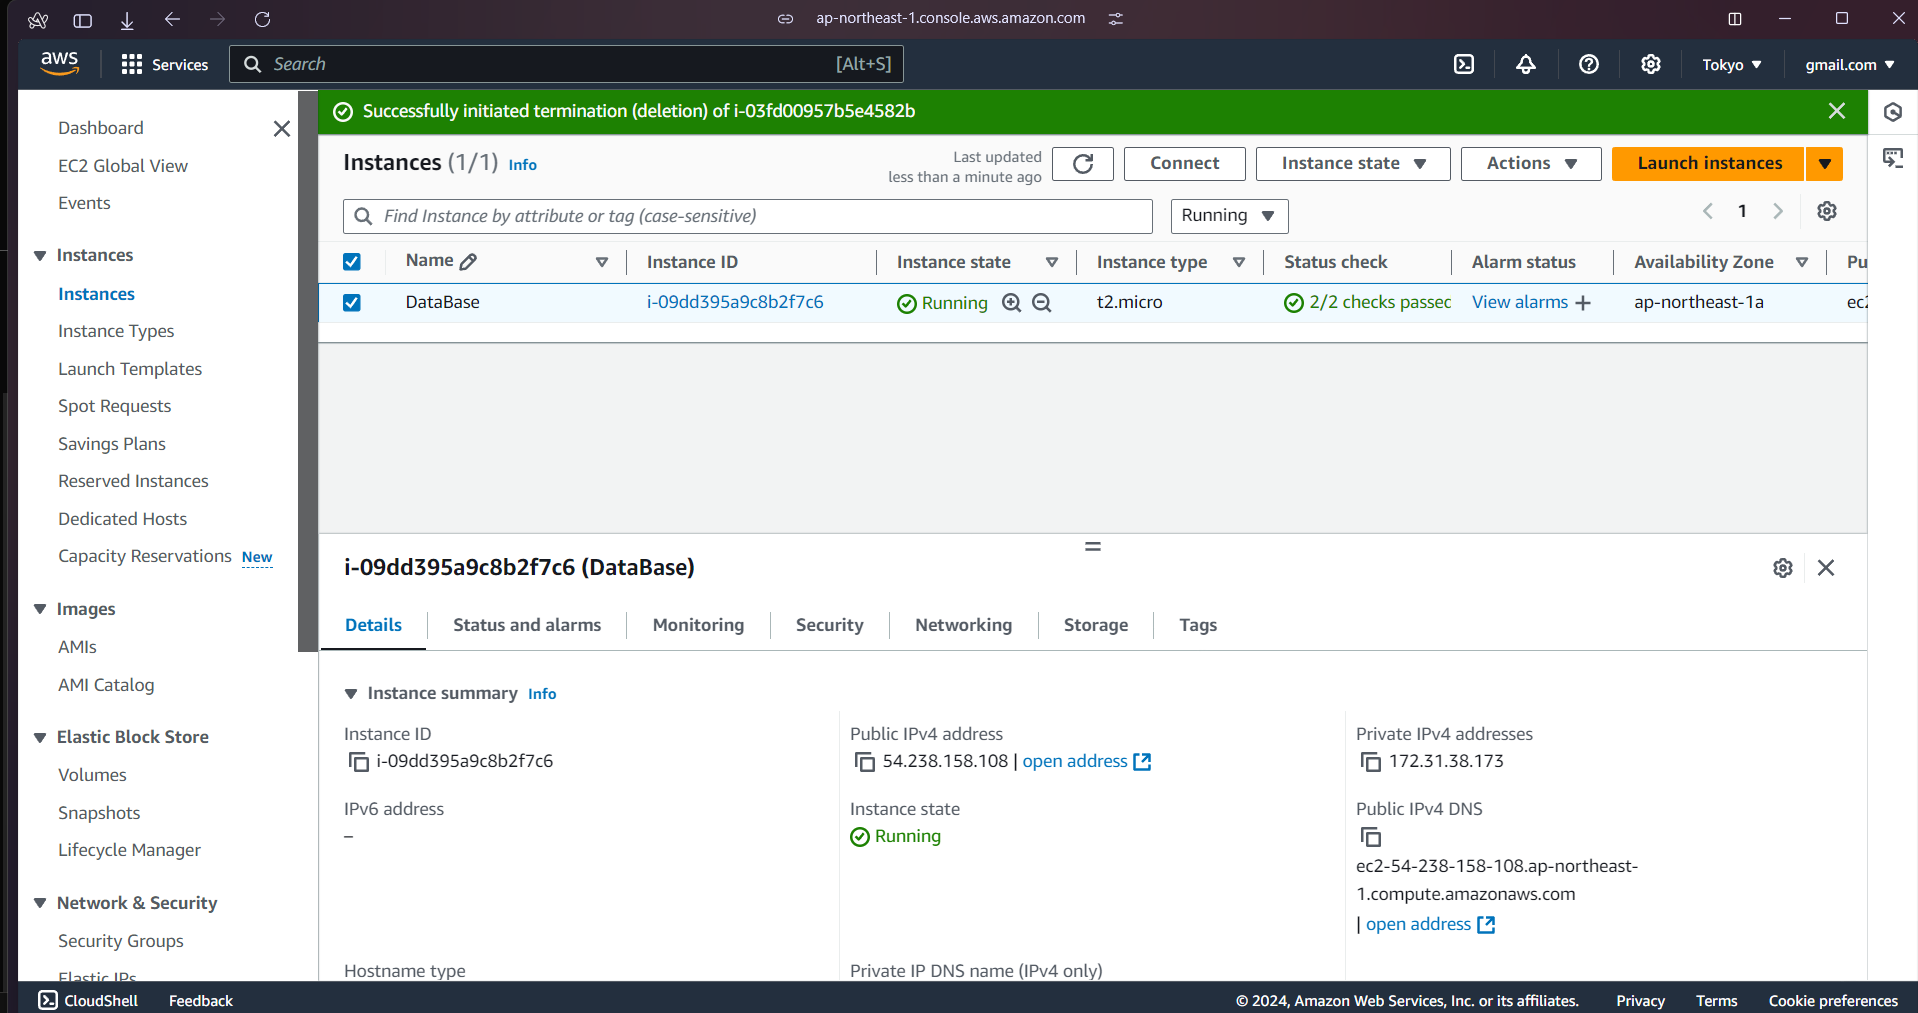 ap-northeast-1.console.aws.amazon.com
aws
Services
Search
[Alt+S]
Tokyo
gmail.com
Dashboard
EC2 Global View
Events
Instances
Instances
Instance Types
Launch Templates
Spot Requests
Savings Plans
Reserved Instances
Dedicated Hosts
Capacity Reservations New
Images
AMIs
AMI Catalog
Elastic Block Store
Volumes
Snapshots
Lifecycle Manager
Network & Security
Security Groups
Elastic IPs
Successfully initiated termination (deletion) of i-03fd00957b5e4582b
Instances (1/1) Info
Last updated
less than a minute ago
Connect
Instance state
Actions
Launch instances
Find Instance by attribute or tag (case-sensitive)
Running
1
Name Instance ID Instance state Instance type Status check Alarm status Availability Zone Pu
DataBase i-09dd395a9c8b2f7c6 Running t2.micro 2/2 checks passed View alarms + ap-northeast-1a ec2
i-09dd395a9c8b2f7c6 (DataBase)
Details Status and alarms Monitoring Security Networking Storage Tags
Instance summary Info
Instance ID
i-09dd395a9c8b2f7c6
Public IPv4 address
54.238.158.108 | open address
Private IPv4 addresses
172.31.38.173
IPv6 address
–
Instance state
Running
Public IPv4 DNS
ec2-54-238-158-108.ap-northeast-
1.compute.amazonaws.com
| open address
Hostname type
Private IP DNS name (IPv4 only)
CloudShell Feedback
© 2024, Amazon Web Services, Inc. or its affiliates. Privacy Terms Cookie preferences